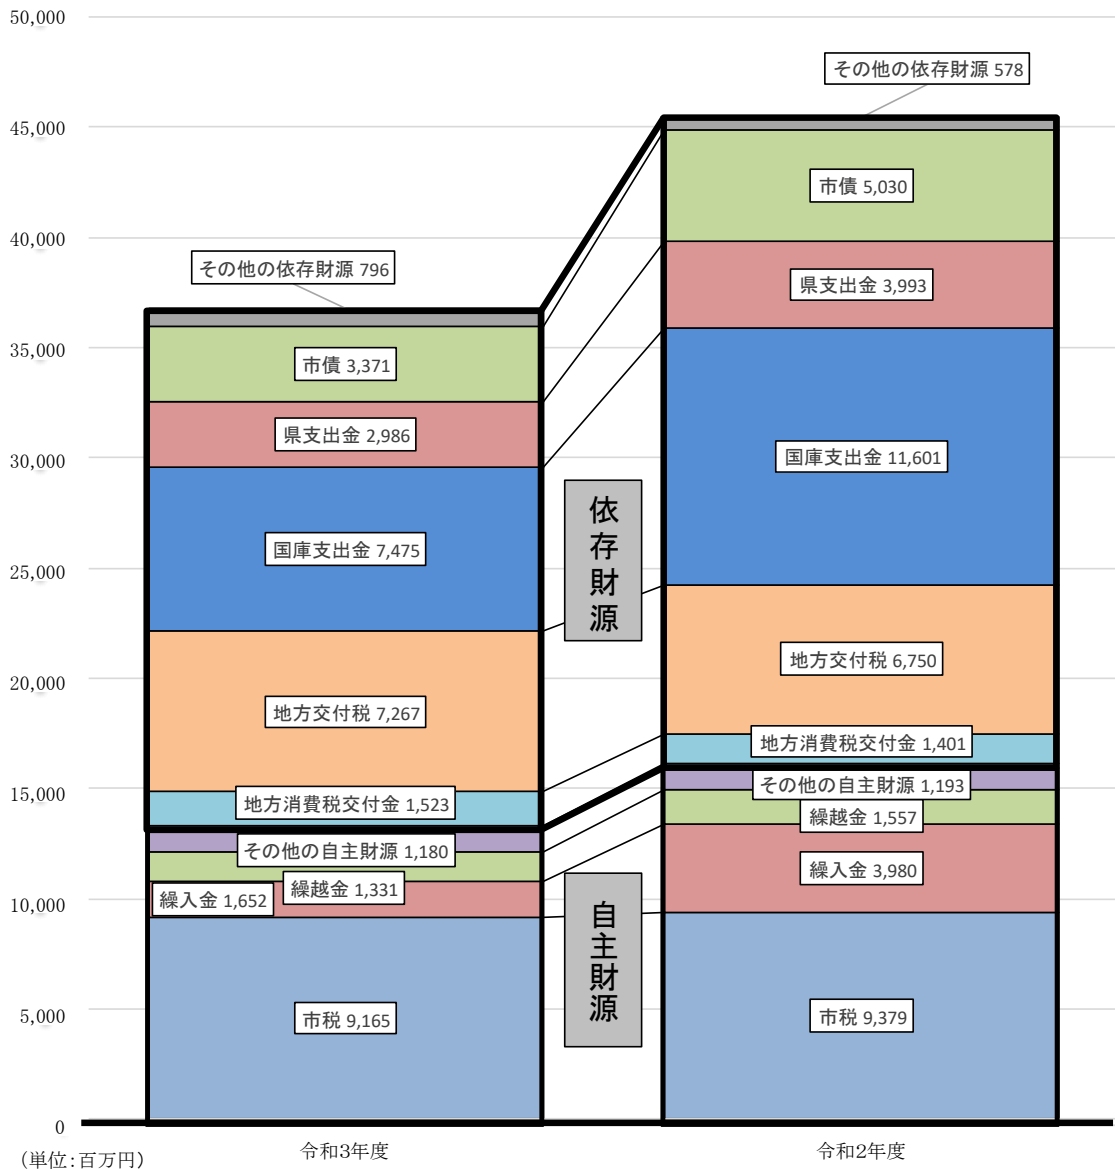 50,000
45,000
40,000
35,000
30,000
25,000
20,000
15,000
10,000
5,000
0
(単位:百万円)
その他の依存財源 796
市債 3,371
県支出金 2,986
国庫支出金 7,475
地方交付税 7,267
地方消費税交付金 1,523
その他の自主財源 1,180
繰越金 1,331
繰入金 1,652
市税 9,165
令和3年度
依存財源
自主財源
その他の依存財源 578
市債 5,030
県支出金 3,993
国庫支出金 11,601
地方交付税 6,750
地方消費税交付金 1,401
その他の自主財源 1,193
繰越金 1,557
繰入金 3,980
市税 9,379
令和2年度